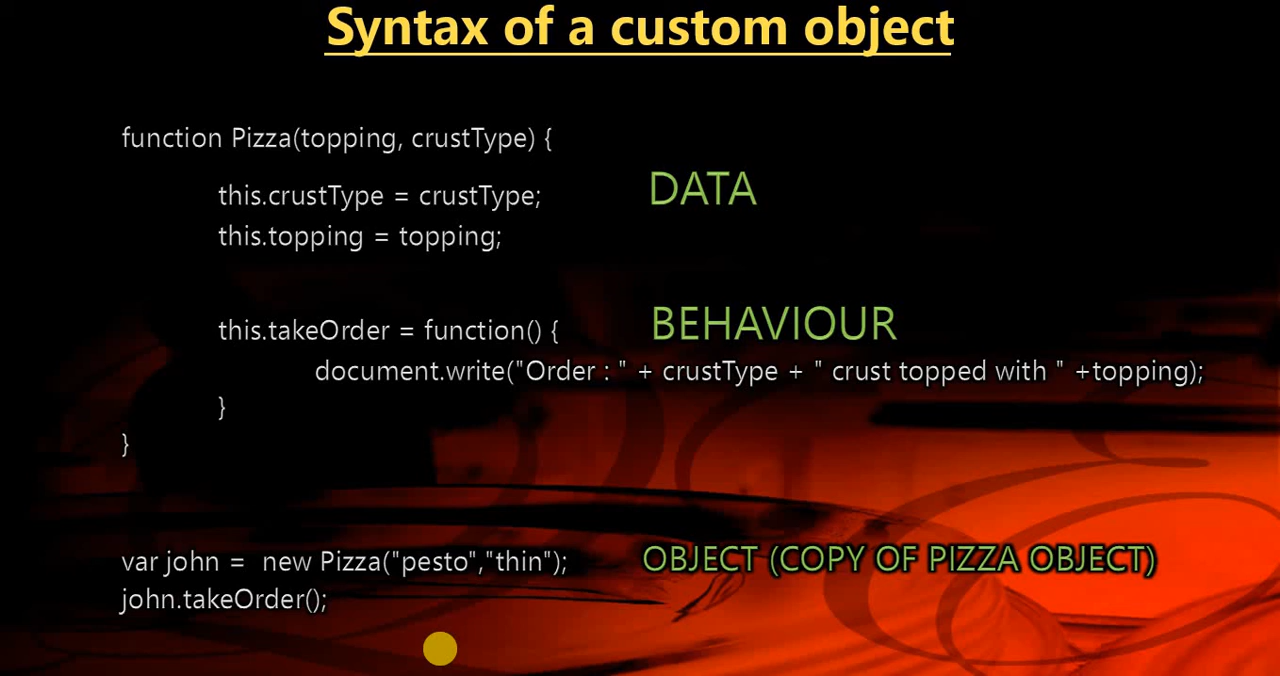 Syntax of a custom object
function Pizza(topping, crustType) {
this.crustType = crustType;
DATA
this.topping = topping;
this.takeOrder = function() {
BEHAVIOUR
document.write("Order : " + crustType + " crust topped with " +topping);
}
}
var john = new Pizza("pesto","thin");
OBJECT (COPY OF PIZZA OBJECT)
john.takeOrder();